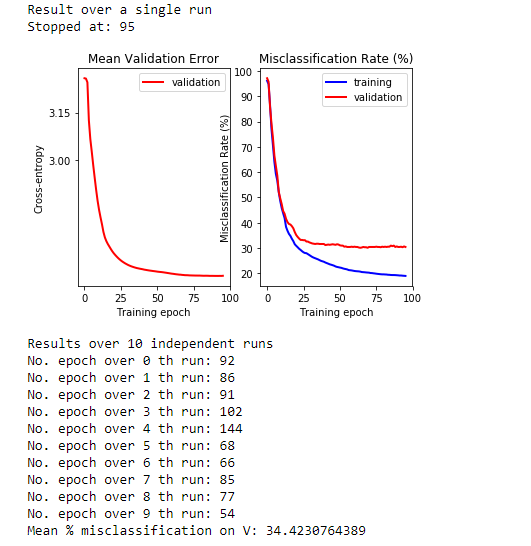 Result over a single run
Stopped at: 95
Mean Validation Error
Misclassification Rate (%)
validation
training
validation
Cross-entropy
3.15
3.00
0
25
50
75
100
Training epoch
Misclassification Rate (%)
100
90
80
70
60
50
40
30
20
0
25
50
75
100
Training epoch
Results over 10 independent runs
No. epoch over 0 th run: 92
No. epoch over 1 th run: 86
No. epoch over 2 th run: 91
No. epoch over 3 th run: 102
No. epoch over 4 th run: 144
No. epoch over 5 th run: 68
No. epoch over 6 th run: 66
No. epoch over 7 th run: 85
No. epoch over 8 th run: 77
No. epoch over 9 th run: 54
Mean % misclassification on V: 34.4230764389